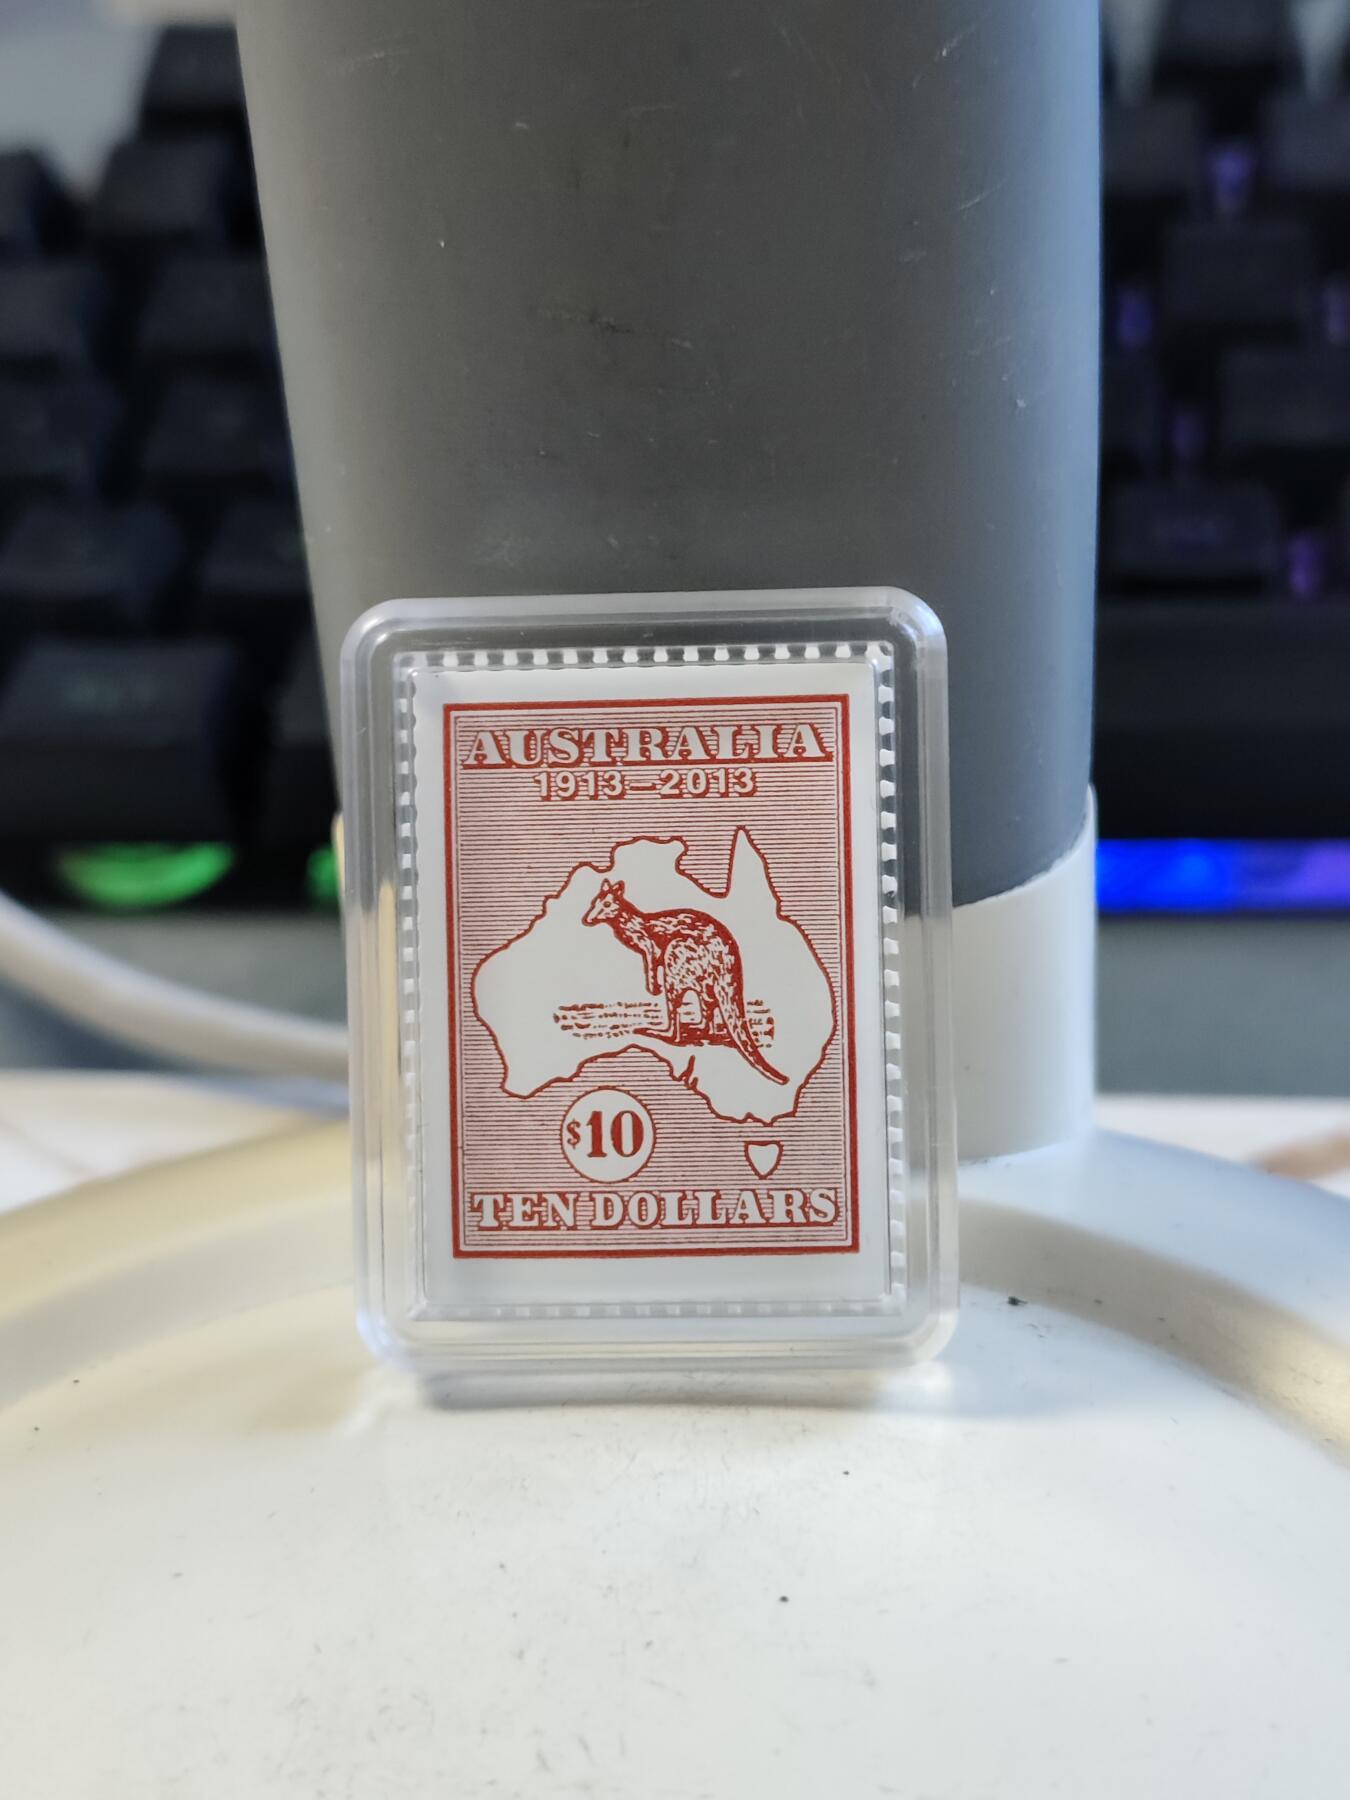 AUSTRALIA
1913–2013
$10
TEN DOLLARS